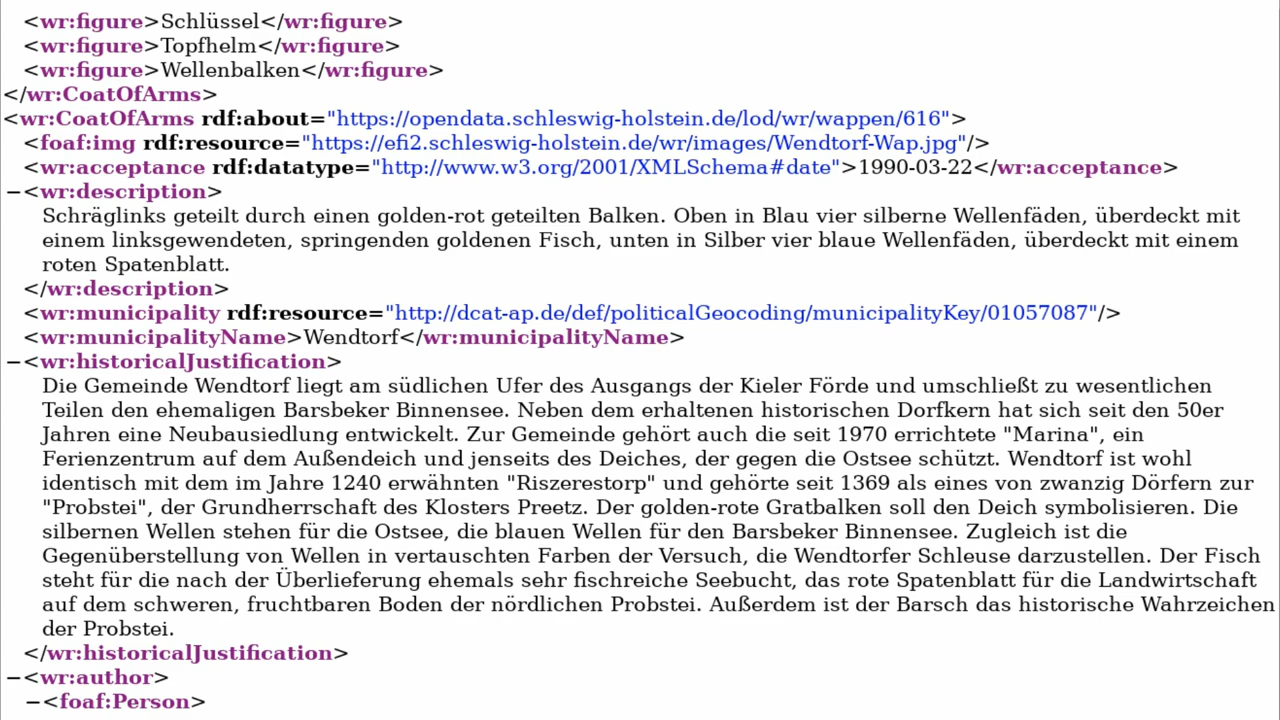 <wr:figure>Schlüssel</wr:figure>
<wr:figure>Topfhelm</wr:figure>
<wr:figure>Wellenbalken</wr:figure>
</wr:CoatOfArms>
<wr:CoatOfArms rdf:about="https://opendata.schleswig-holstein.de/lod/wr/wappen/616">
<foaf:img rdf:resource="https://efi2.schleswig-holstein.de/wr/images/Wendtorf-Wap.jpg"/>
<wr:acceptance rdf:datatype="http://www.w3.org/2001/XMLSchema#date">1990-03-22</wr:acceptance>
−<wr:description>
Schräglinks geteilt durch einen golden-rot geteilten Balken. Oben in Blau vier silberne Wellenfäden, überdeckt mit
einem linksgewendeten, springenden goldenen Fisch, unten in Silber vier blaue Wellenfäden, überdeckt mit einem
roten Spatenblatt.
</wr:description>
<wr:municipality rdf:resource="http://dcat-ap.de/def/politicalGeocoding/municipalityKey/01057087"/>
<wr:municipalityName>Wendtorf</wr:municipalityName>
−<wr:historicalJustification>
Die Gemeinde Wendtorf liegt am südlichen Ufer des Ausgangs der Kieler Förde und umschließt zu wesentlichen
Teilen den ehemaligen Barsbeker Binnensee. Neben dem erhaltenen historischen Dorfkern hat sich seit den 50er
Jahren eine Neubausiedlung entwickelt. Zur Gemeinde gehört auch die seit 1970 errichtete "Marina", ein
Ferienzentrum auf dem Außendeich und jenseits des Deiches, der gegen die Ostsee schützt. Wendtorf ist wohl
identisch mit dem im Jahre 1240 erwähnten "Riszerestorp" und gehörte seit 1369 als eines von zwanzig Dörfern zur
"Probstei", der Grundherrschaft des Klosters Preetz. Der golden-rote Gratbalken soll den Deich symbolisieren. Die
silbernen Wellen stehen für die Ostsee, die blauen Wellen für den Barsbeker Binnensee. Zugleich ist die
Gegenüberstellung von Wellen in vertauschten Farben der Versuch, die Wendtorfer Schleuse darzustellen. Der Fisch
steht für die nach der Überlieferung ehemals sehr fischreiche Seebucht, das rote Spatenblatt für die Landwirtschaft
auf dem schweren, fruchtbaren Boden der nördlichen Probstei. Außerdem ist der Barsch das historische Wahrzeichen
der Probstei.
</wr:historicalJustification>
−<wr:author>
−<foaf:Person>